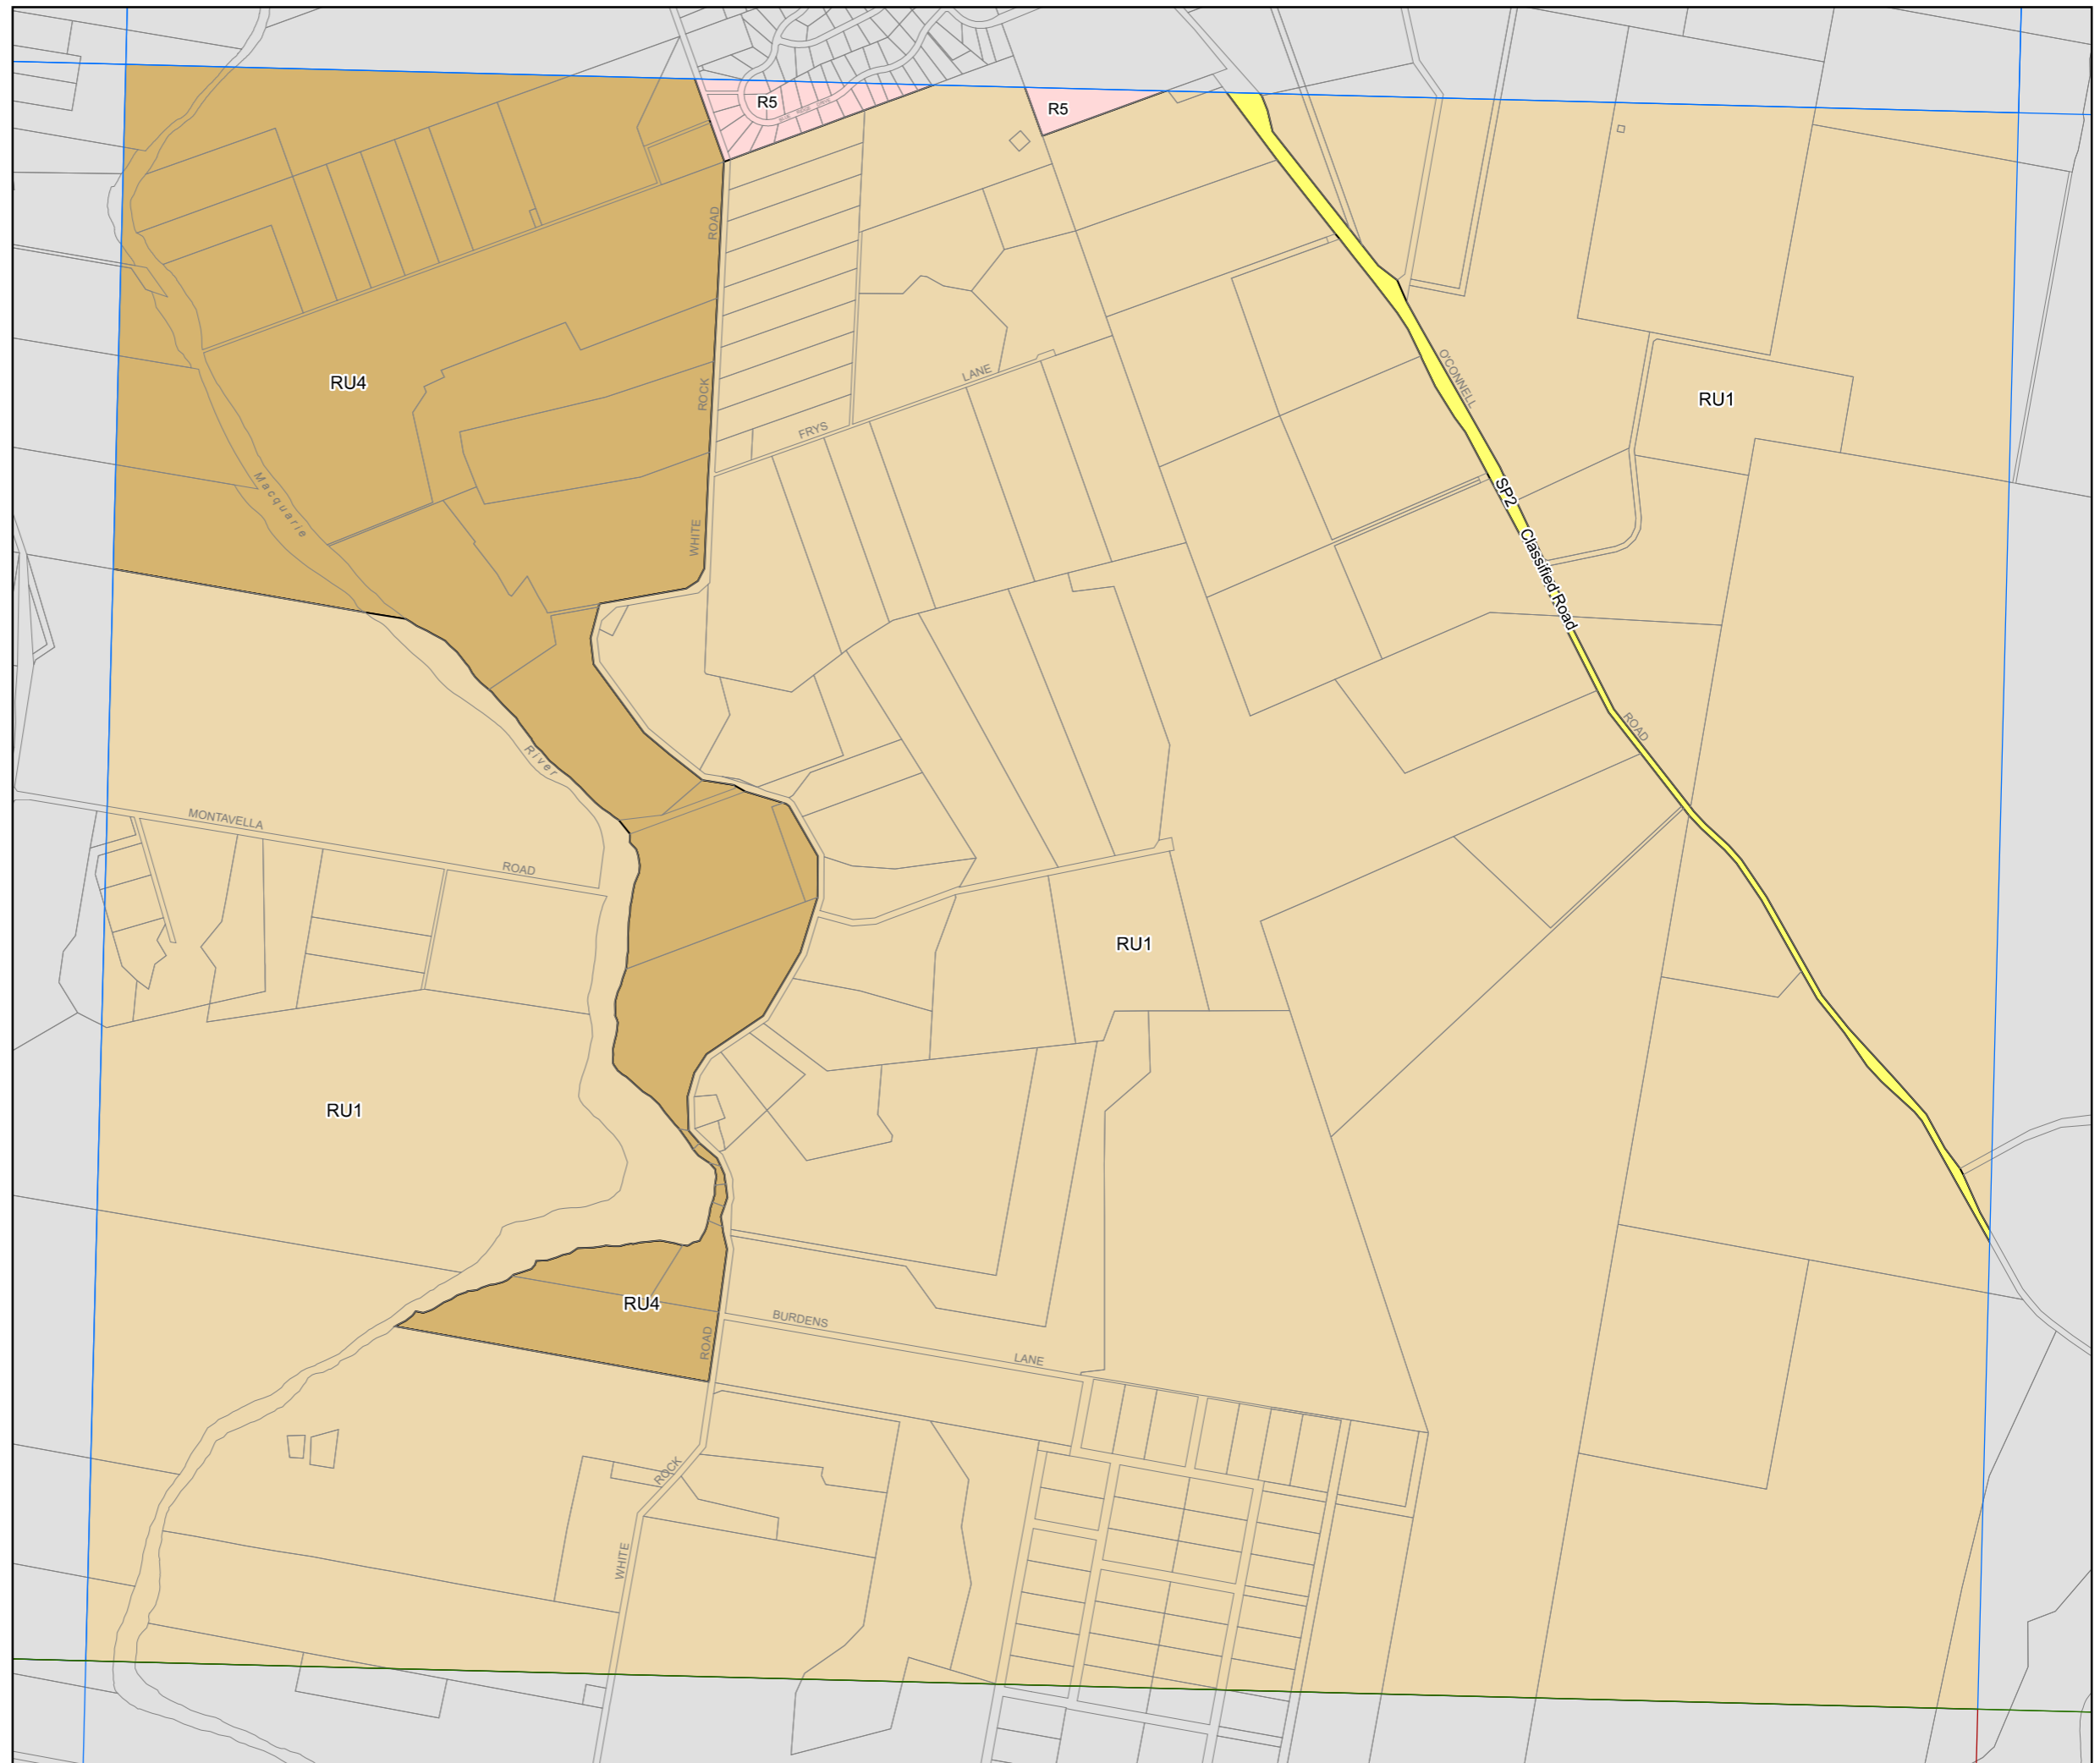 R5
R5
ROAD
RU4
ROCK
LANE
O'CONNELL
RU1
FRYS
Macquarie
WHITE
SP2
Classified Road
River
ROAD
MONTAVELLA
ROAD
RU1
RU1
RU4
BURDENS
ROAD
LANE
ROCK
WHITE